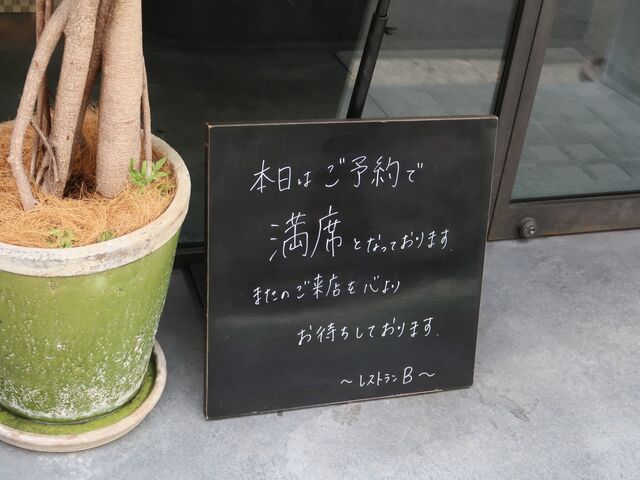 本日はご予約で
満席となっております.
またのご来店を心より
お待ちしております.
～レストランB～